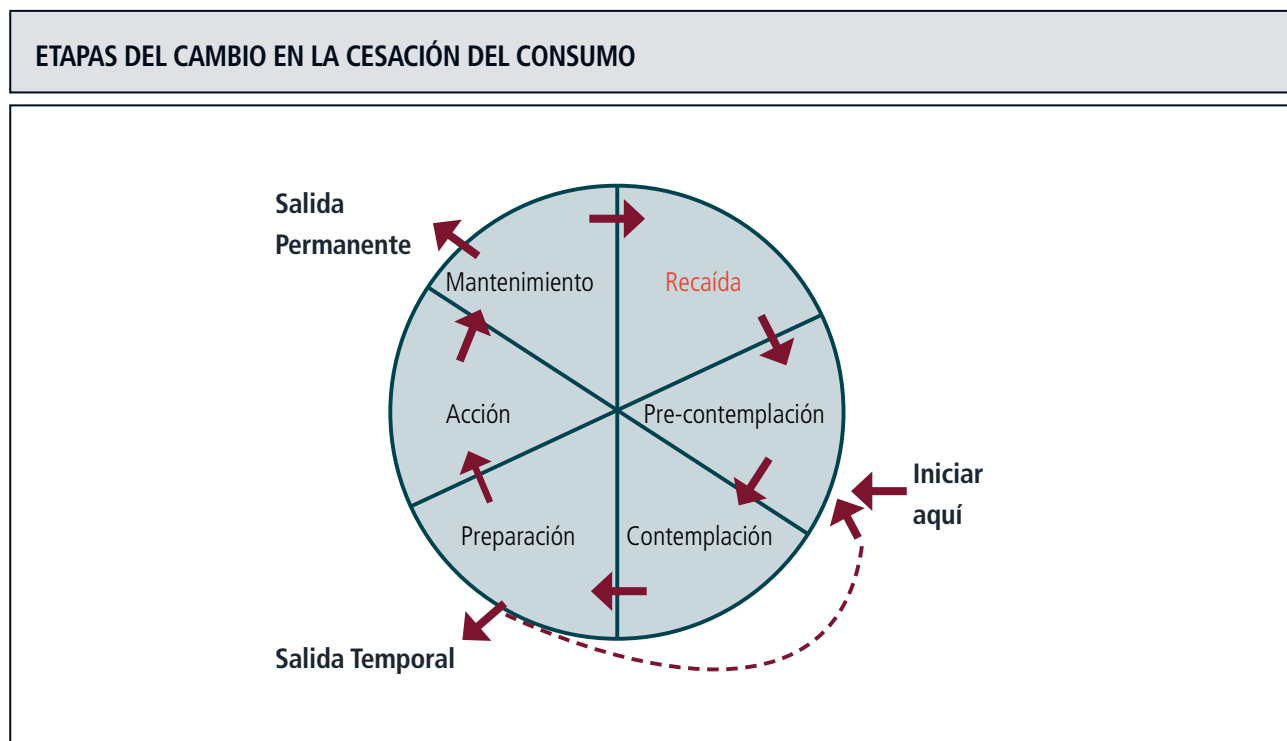 ETAPAS DEL CAMBIO EN LA CESACIÓN DEL CONSUMO
Salida
Permanente
Mantenimiento
Recaída
Acción
Pre-contemplación
Iniciar
aquí
Preparación
Contemplación
Salida Temporal